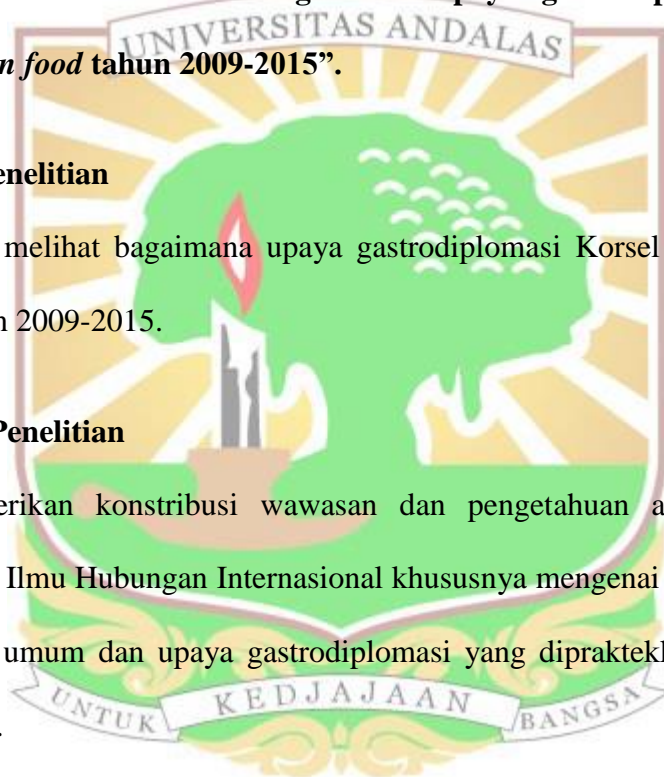 UNIVERSITAS ANDALAS
n food tahun 2009-2015”.
enelitian
melihat bagaimana upaya gastrodiplomasi Korsel
n 2009-2015.
Penelitian
erikan konstribusi wawasan dan pengetahuan a
Ilmu Hubungan Internasional khususnya mengenai
umum dan upaya gastrodiplomasi yang dipraktekk
UNTUK KEDJAJAAN BANGSA